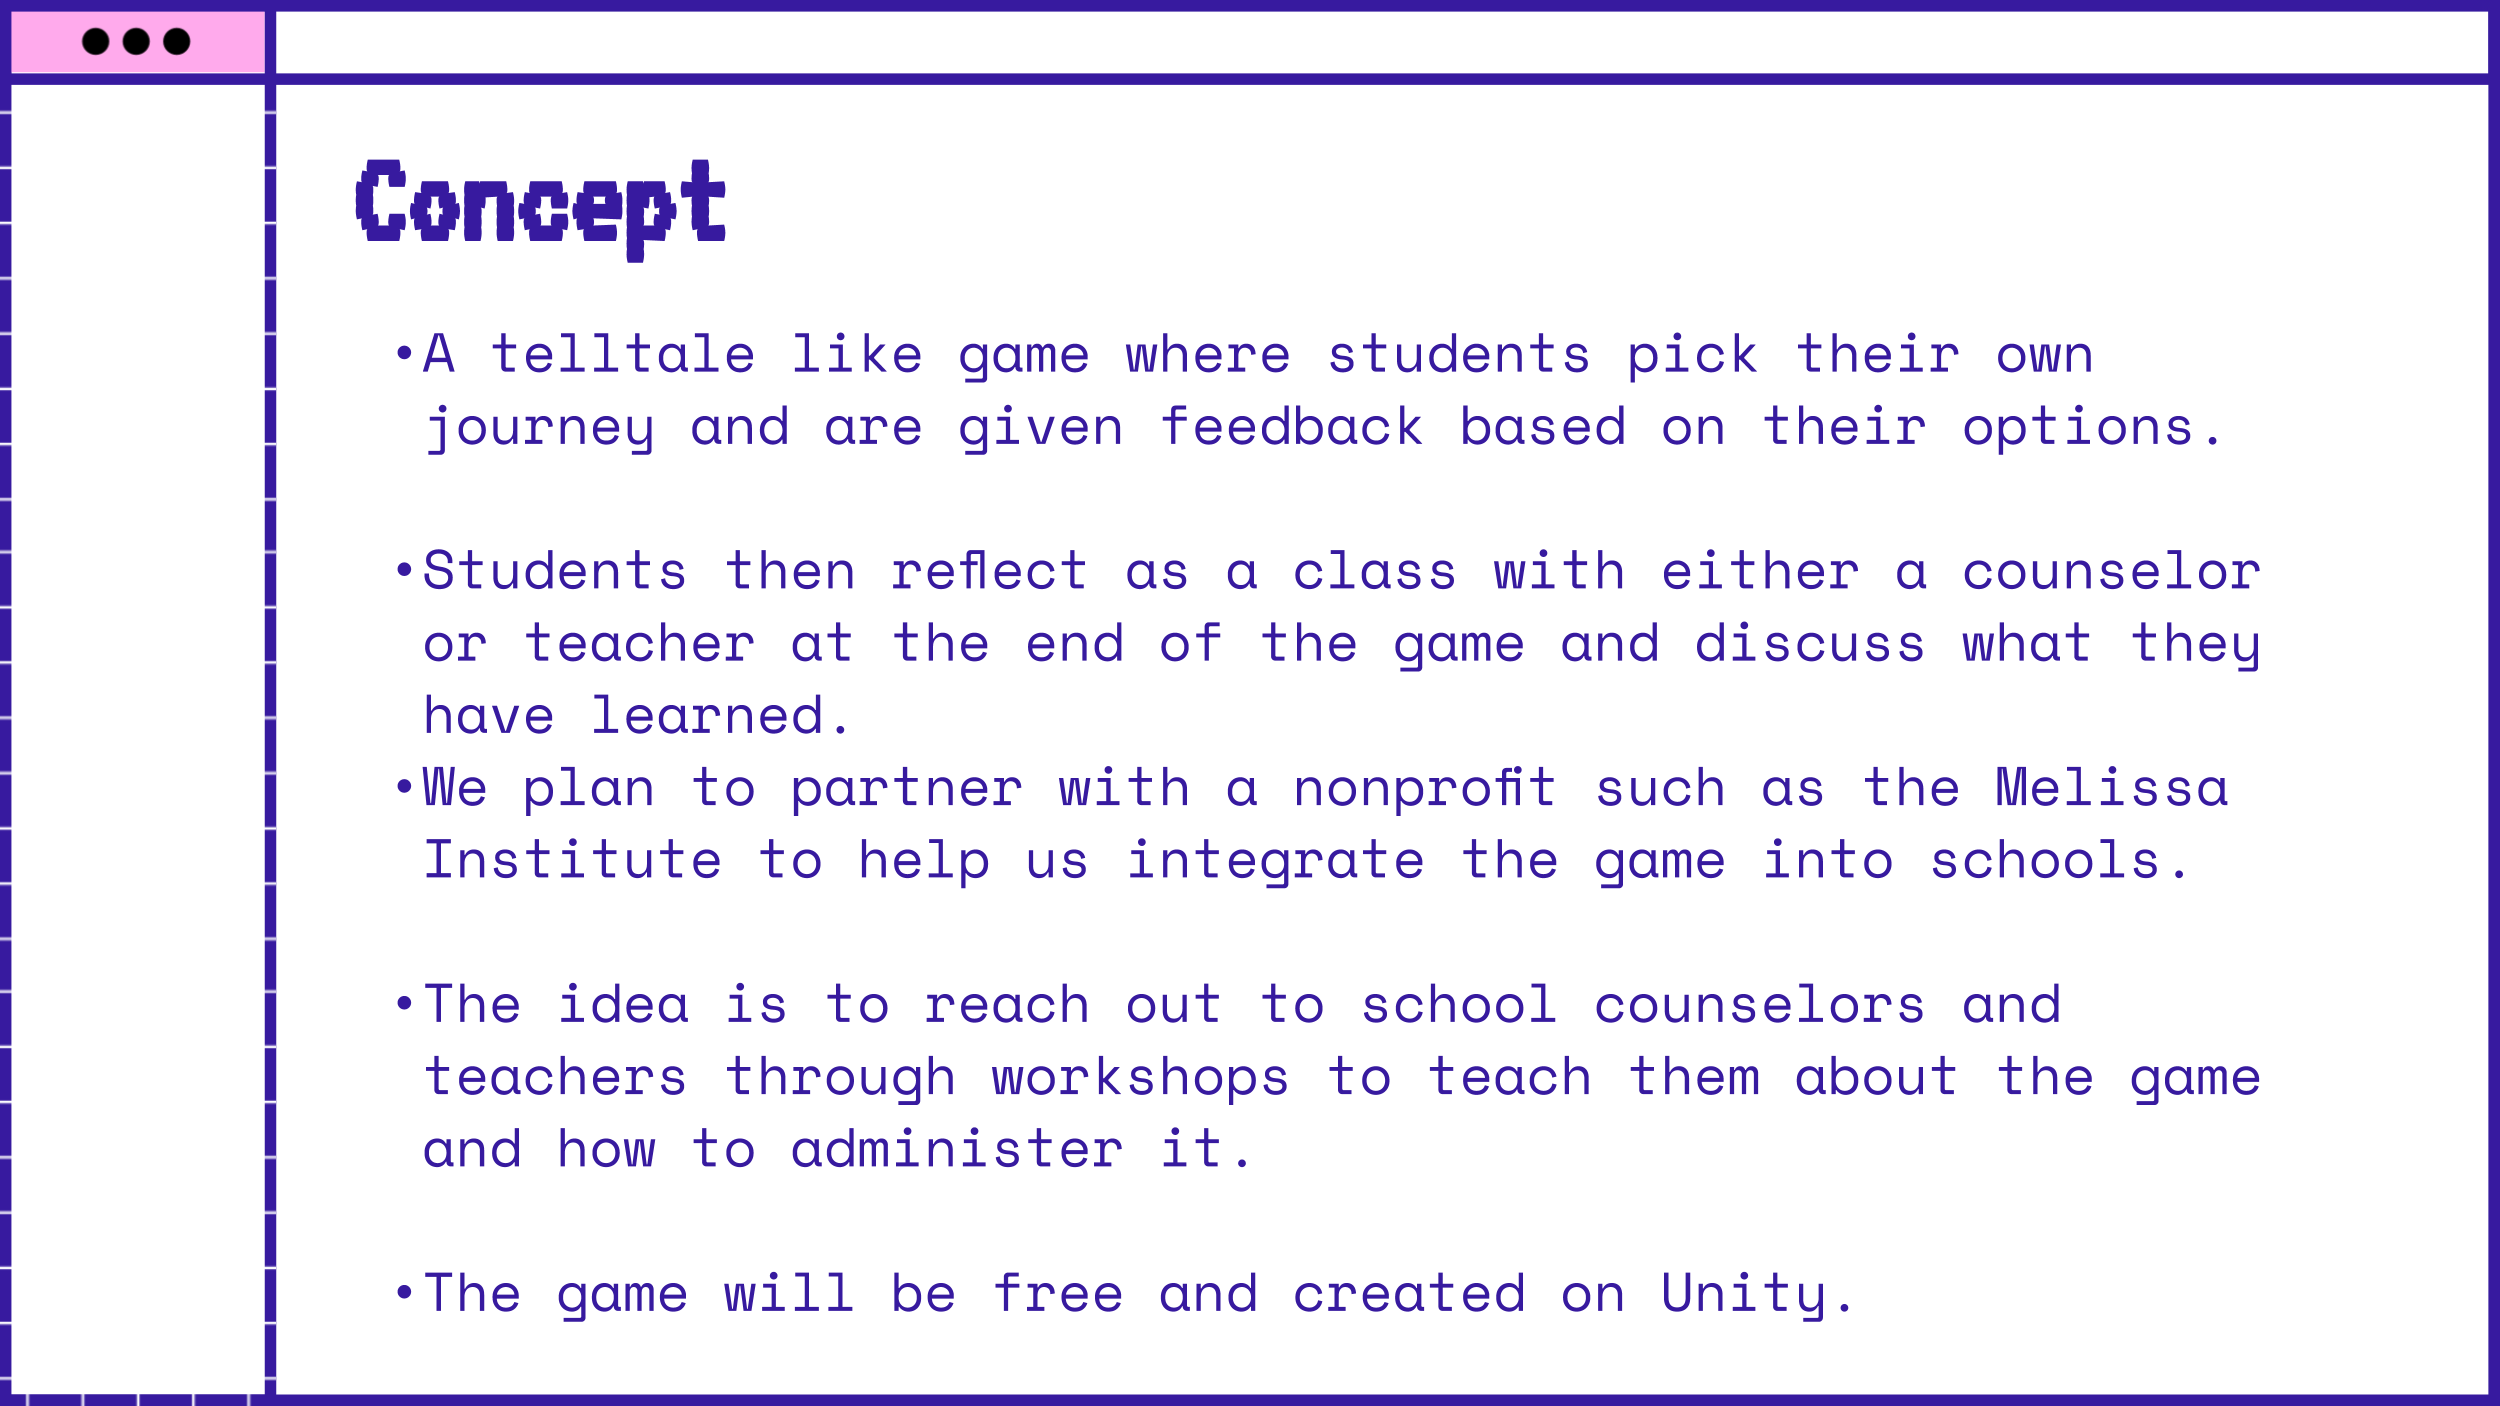 Concept
•A telltale like game where students pick their own
journey and are given feedback based on their options.
•Students then reflect as a class with either a counselor
or teacher at the end of the game and discuss what they
have learned.
•We plan to partner with a nonprofit such as the Melissa
Institute to help us integrate the game into schools.
•The idea is to reach out to school counselors and
teachers through workshops to teach them about the game
and how to administer it.
•The game will be free and created on Unity.